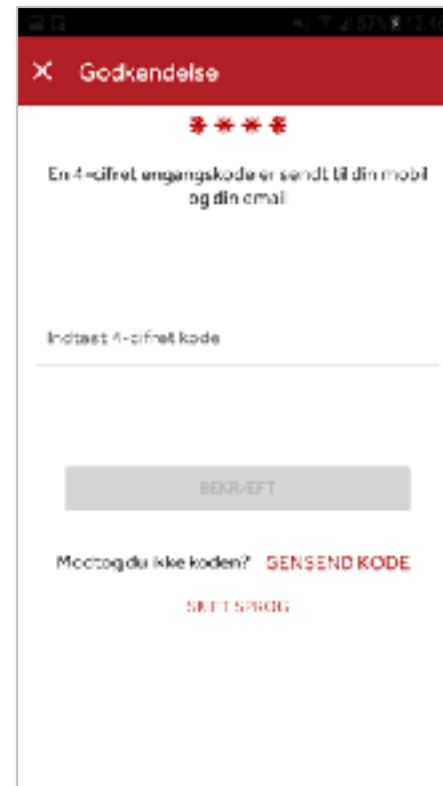 Godkendelse
****
En 4-cifret engangskode er sendt til din mobil
og din email
Indtast 4-cifret kode
BEKRÆFT
Modtog du ikke koden? GENSEND KODE
SKIFT SPROG